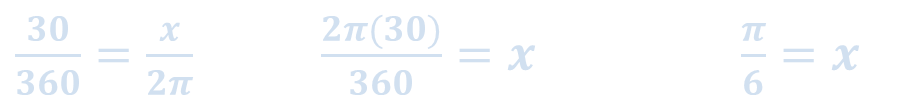 30/360 = x/2π    2π(30)/360 = x    π/6 = x